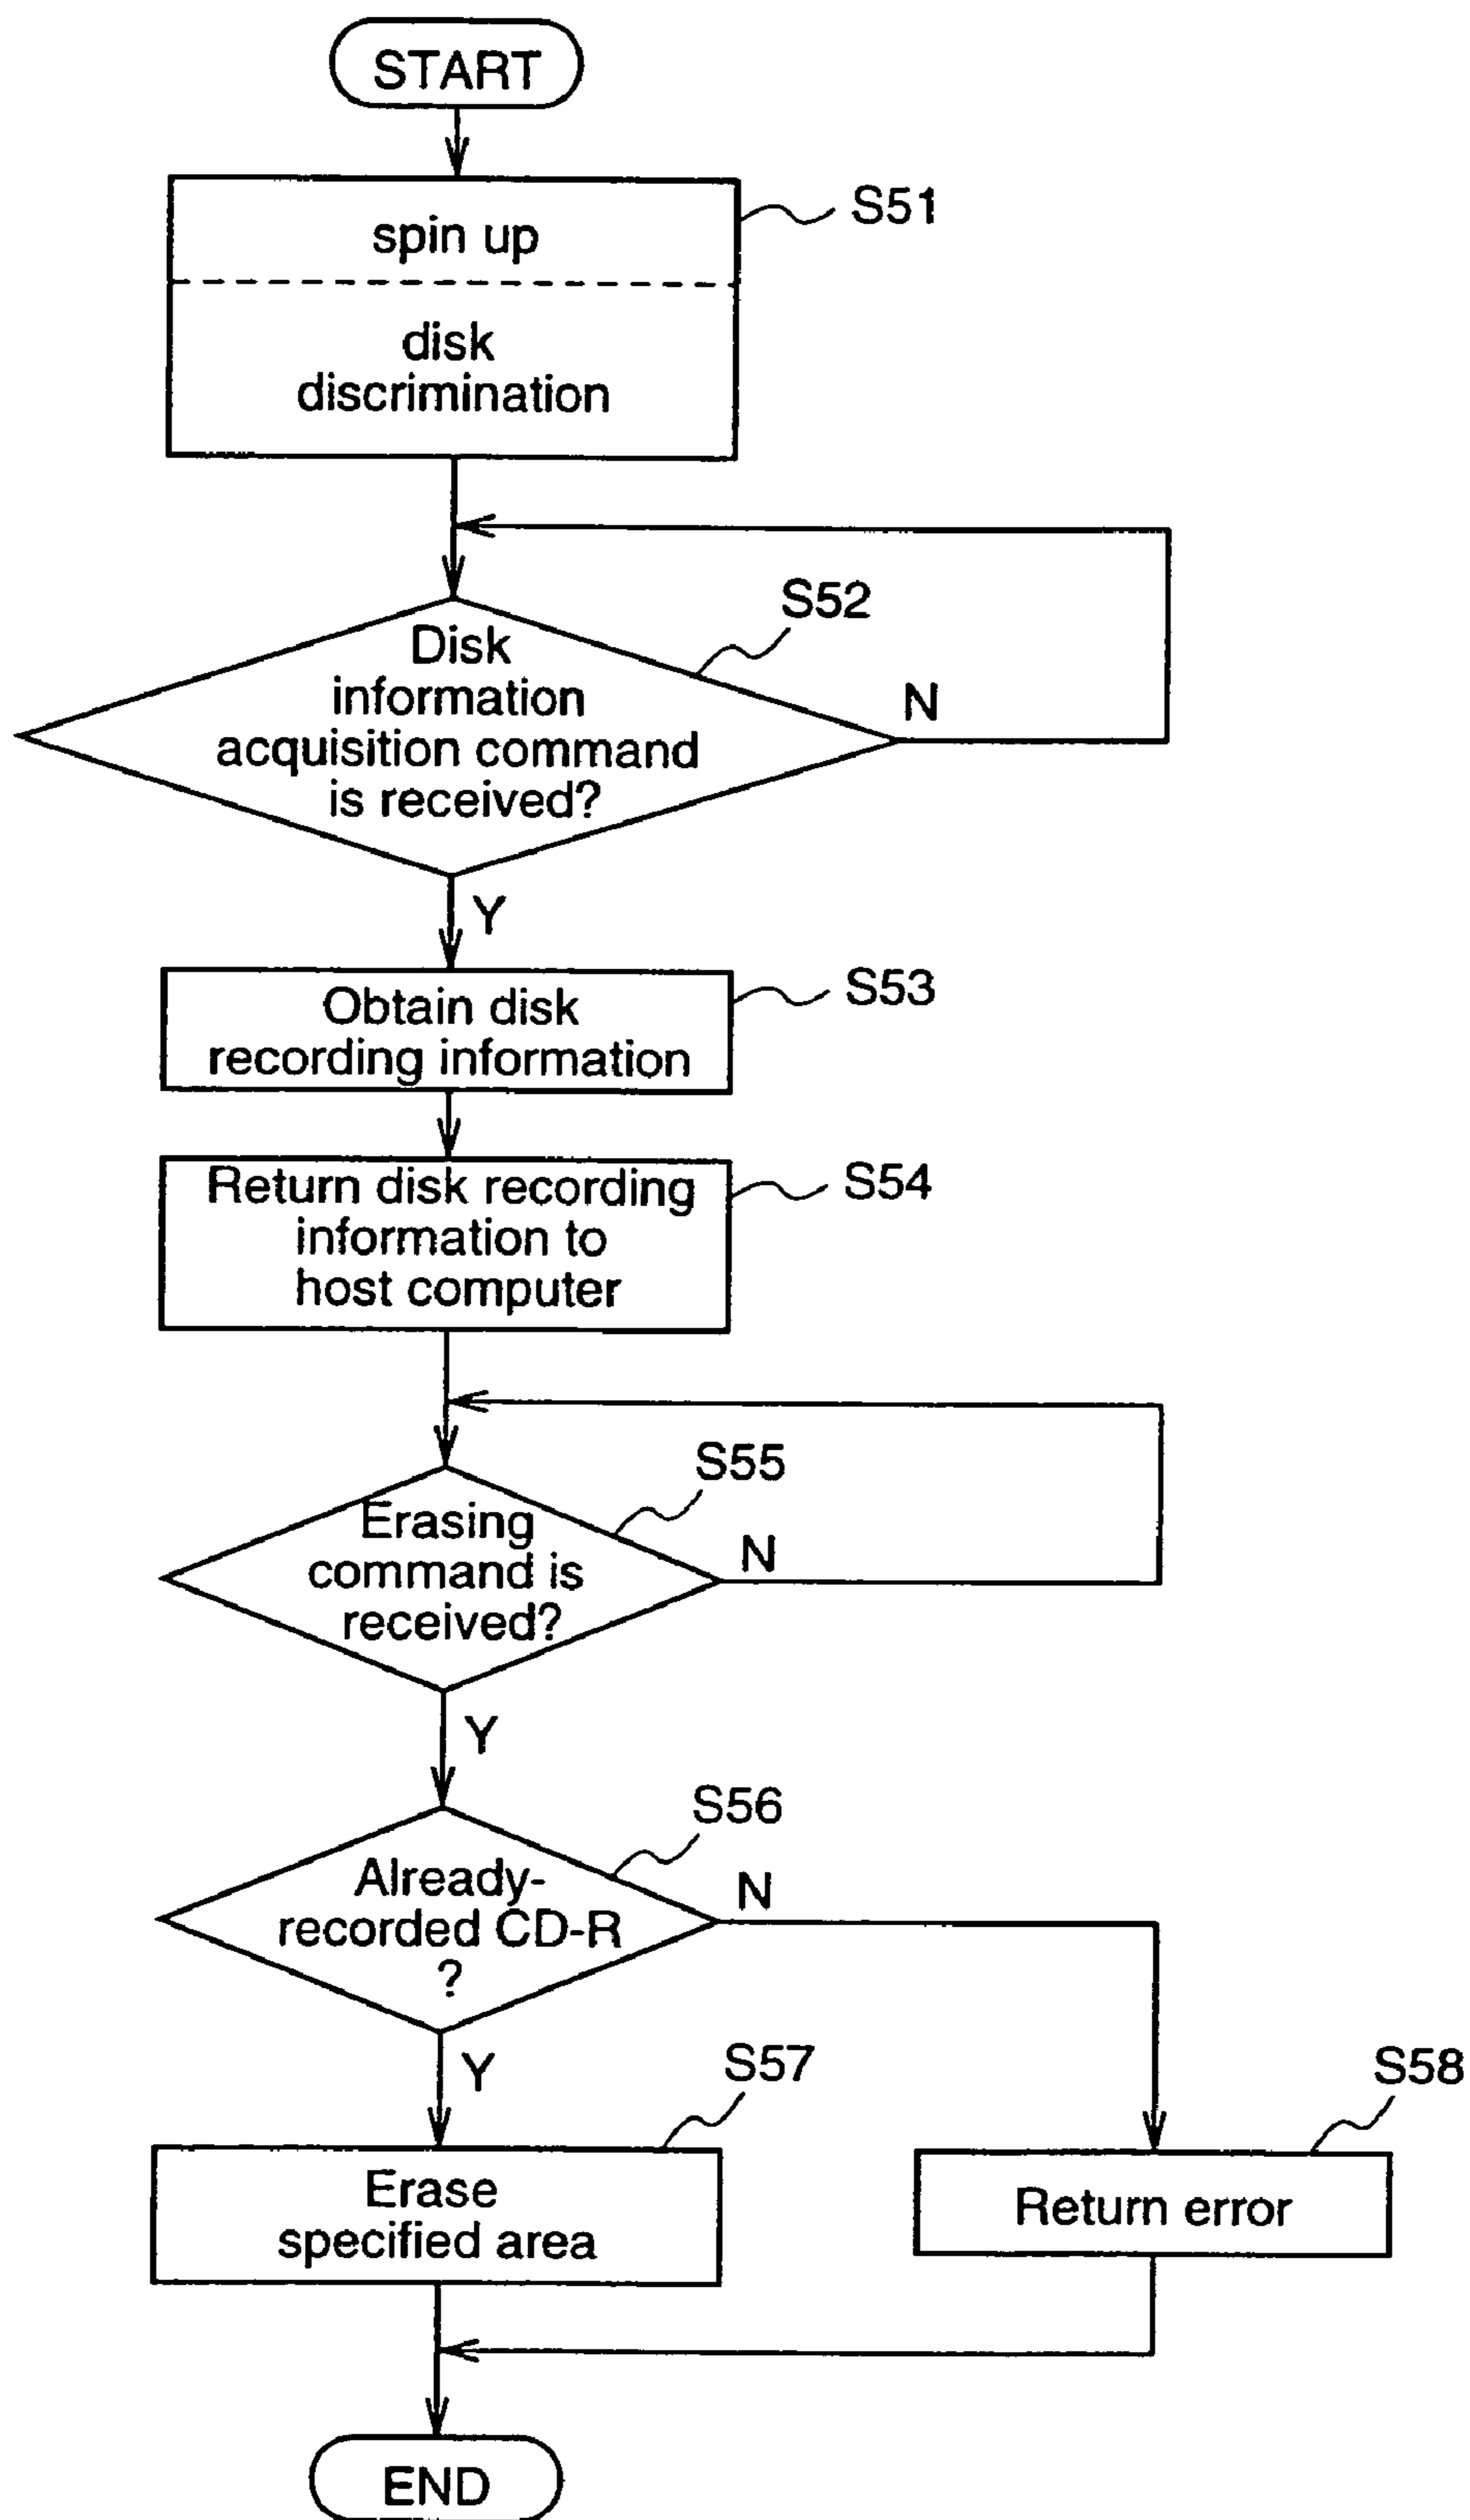 START
spin up
S51
disk
discrimination
S52
Disk
information
acquisition command
is received?
N
Y
Obtain disk
recording information
S53
Return disk recording
information to
host computer
S54
S55
Erasing
command is
received?
N
Y
S56
Already-
recorded CD-R
?
N
Y
S57
S58
Erase
specified area
Return error
END